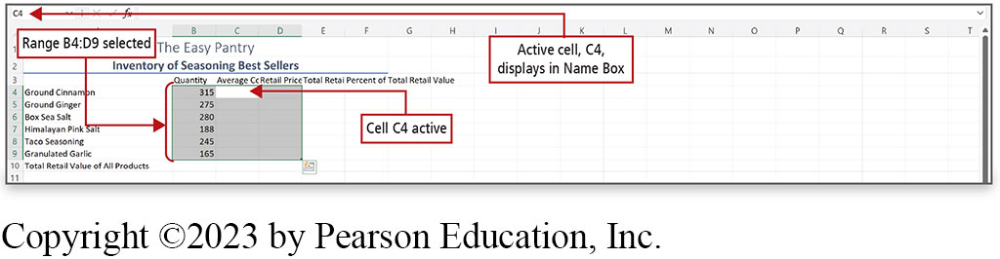 C4 fx
Active cell, C4, displays in Name Box
Range B4:D9 selected
Cell C4 active
A B C D E F G H I J K L M N O P Q R S T
1 The Easy Pantry
2 Inventory of Seasoning Best Sellers
3 Quantity Average Co Retail Price Total Retai Percent of Total Retail Value
4 Ground Cinnamon 315
5 Ground Ginger 275
6 Box Sea Salt 280
7 Himalayan Pink Salt 188
8 Taco Seasoning 245
9 Granulated Garlic 165
10 Total Retail Value of All Products
11
Copyright ©2023 by Pearson Education, Inc.